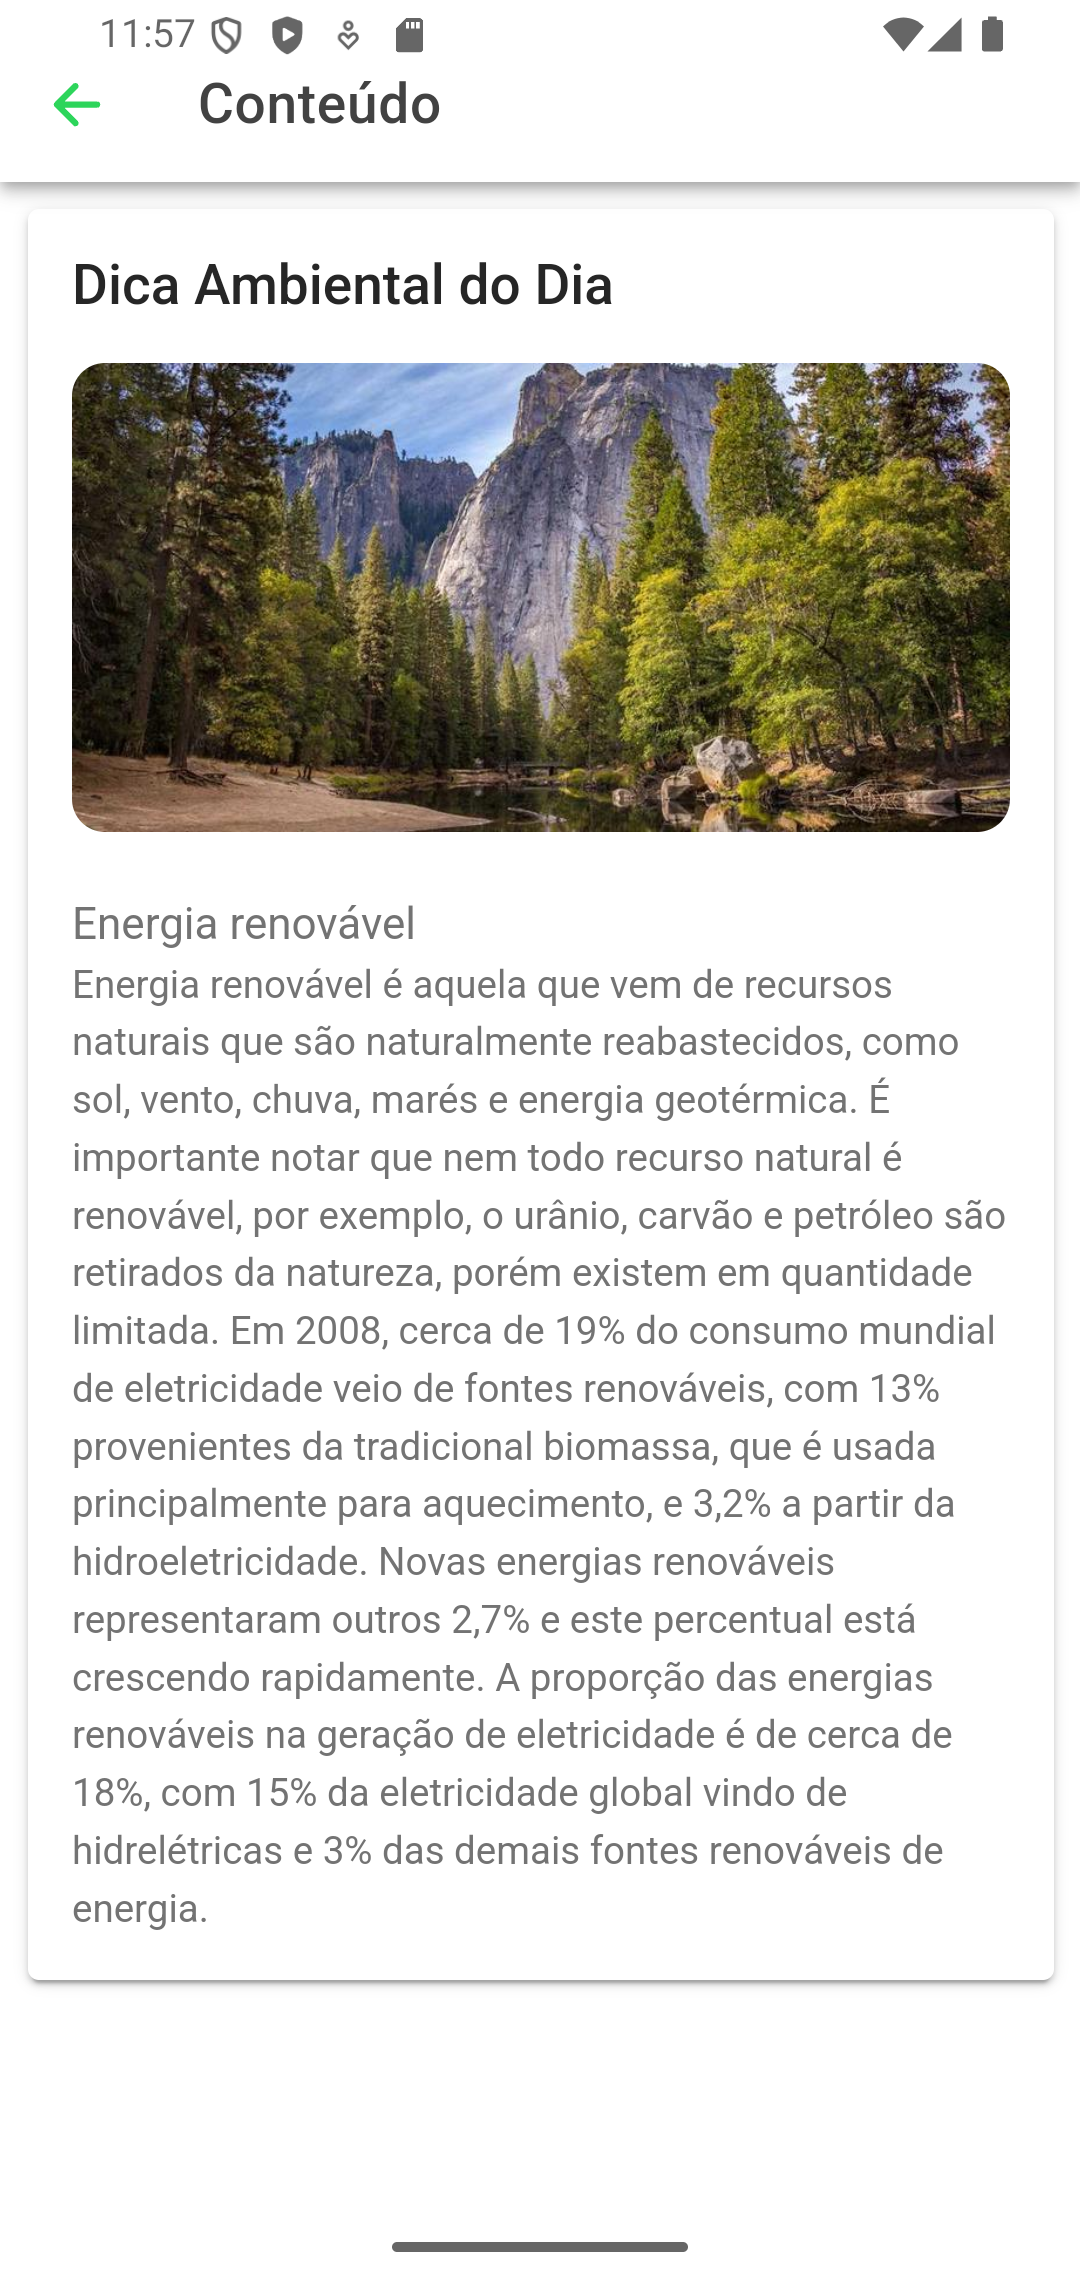 11:57
Conteúdo
Dica Ambiental do Dia
Energia renovável
Energia renovável é aquela que vem de recursos
naturais que são naturalmente reabastecidos, como
sol, vento, chuva, marés e energia geotérmica. É
importante notar que nem todo recurso natural é
renovável, por exemplo, o urânio, carvão e petróleo são
retirados da natureza, porém existem em quantidade
limitada. Em 2008, cerca de 19% do consumo mundial
de eletricidade veio de fontes renováveis, com 13%
provenientes da tradicional biomassa, que é usada
principalmente para aquecimento, e 3,2% a partir da
hidroeletricidade. Novas energias renováveis
representaram outros 2,7% e este percentual está
crescendo rapidamente. A proporção das energias
renováveis na geração de eletricidade é de cerca de
18%, com 15% da eletricidade global vindo de
hidrelétricas e 3% das demais fontes renováveis de
energia.